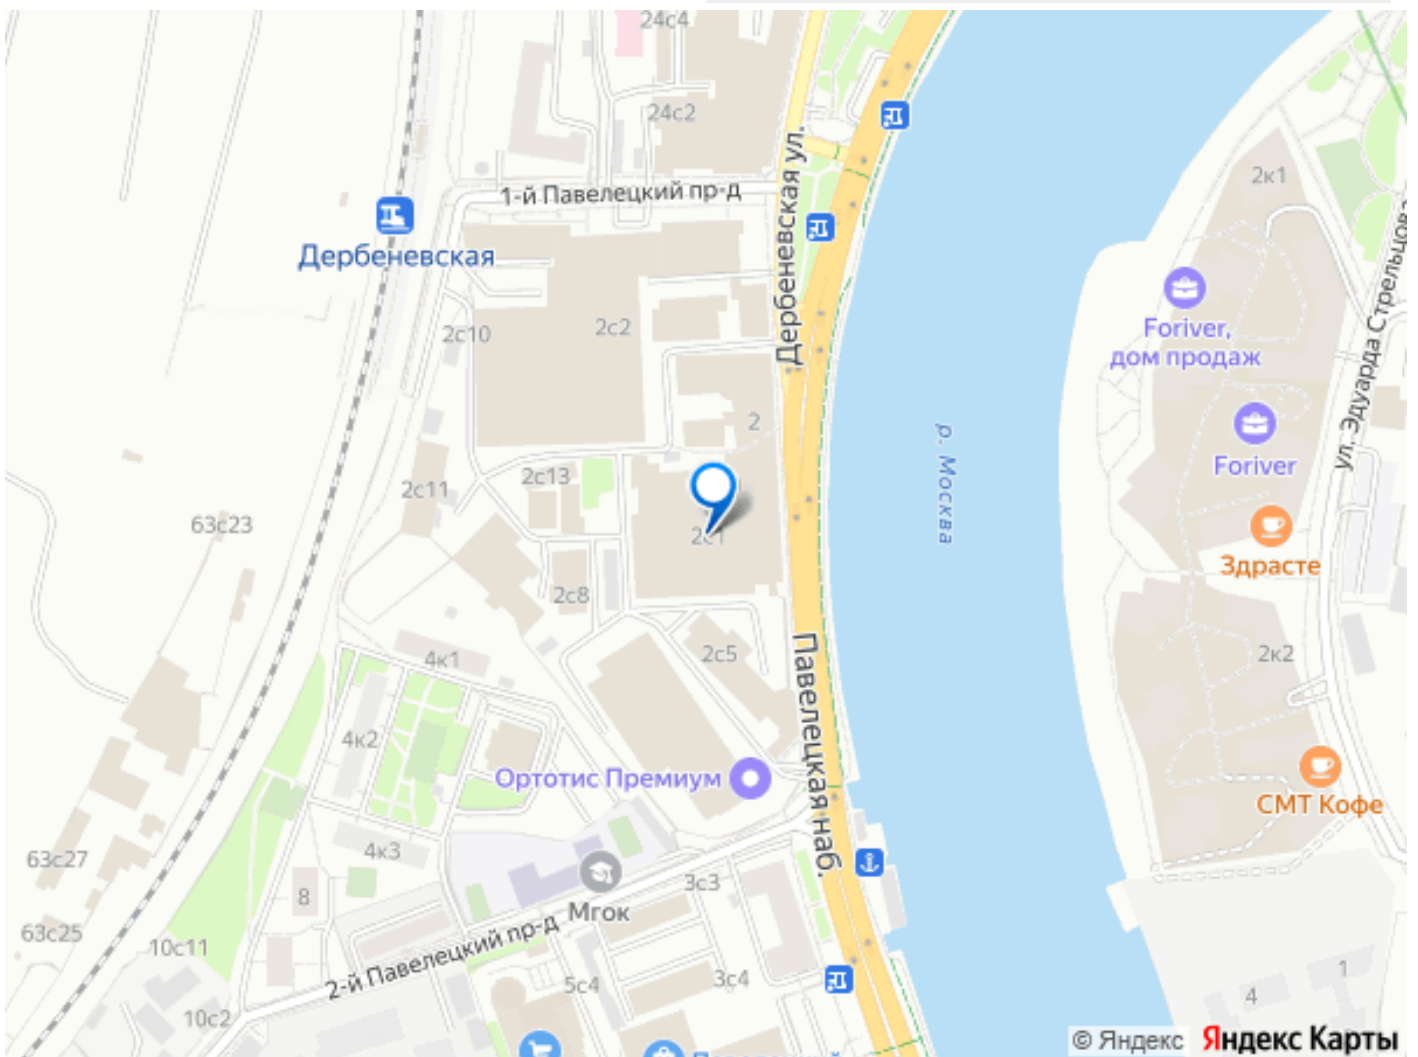 24с4
24с2
Дербеневская ул.
1-й Павелецкий пр-д
2к1
Дербеневская
ул. Эдуарда Стрельцова
2с10
2с2
Foriver,
дом продаж
2
р. Москва
Foriver
2с11
2с13
63с23
2с1
Здрасте
2с8
4к1
2с5
2к2
Павелецкая наб.
4к2
Ортотис Премиум
СМТ Кофе
63с27
4к3
8
3с3
Мгок
63с25
10с11
2-й Павелецкий пр-д
5с4
3с4
1
4
10с2
© Яндекс
Яндекс Карты